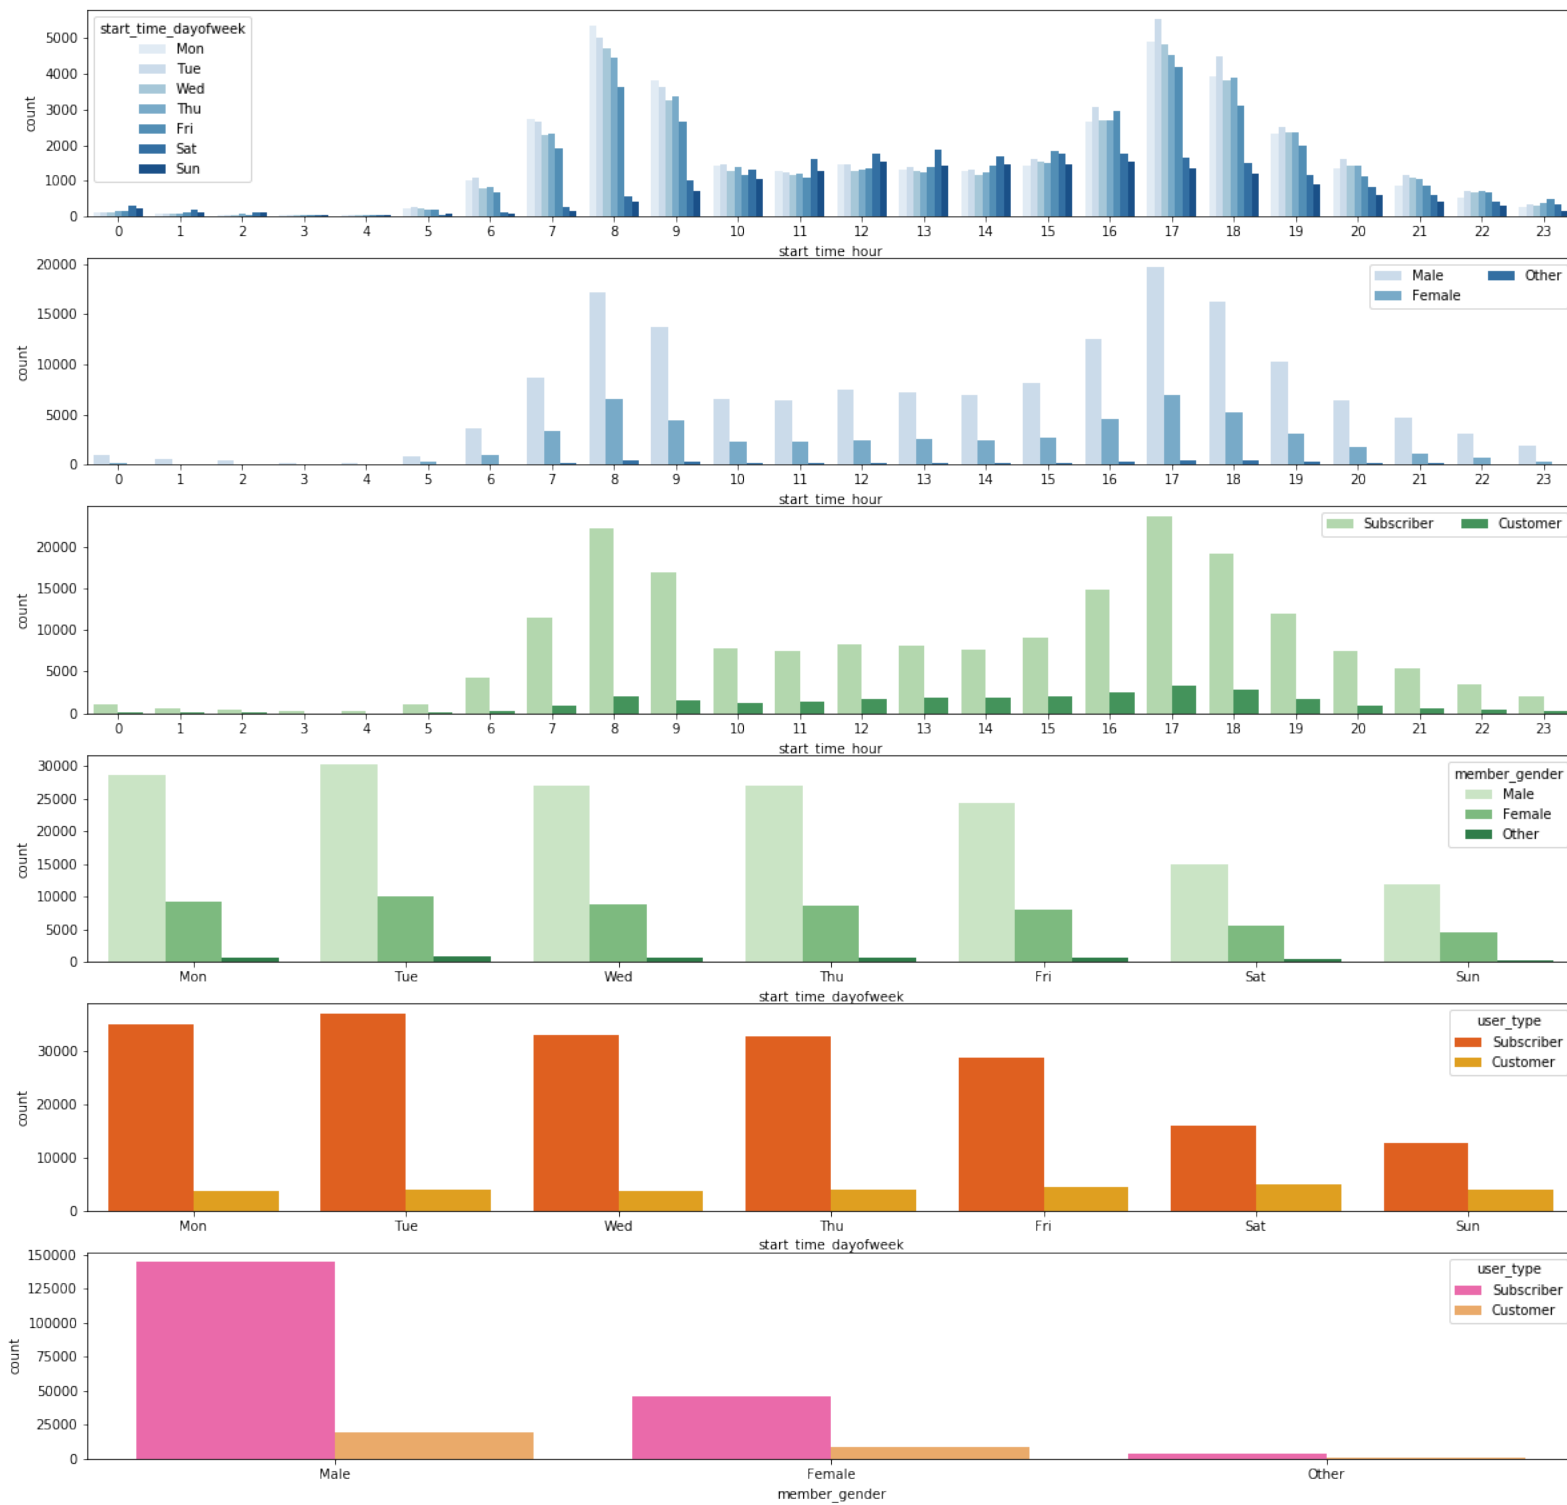 start_time_dayofweek
Mon
Tue
Wed
Thu
Fri
Sat
Sun
5000
4000
3000
2000
1000
0
count
0 1 2 3 4 5 6 7 8 9 10 11 12 13 14 15 16 17 18 19 20 21 22 23
start_time_hour
Male Other
Female
20000
15000
10000
5000
0
count
0 1 2 3 4 5 6 7 8 9 10 11 12 13 14 15 16 17 18 19 20 21 22 23
start_time_hour
Subscriber Customer
20000
15000
10000
5000
0
count
0 1 2 3 4 5 6 7 8 9 10 11 12 13 14 15 16 17 18 19 20 21 22 23
start_time_hour
member_gender
Male
Female
Other
30000
25000
20000
15000
10000
5000
0
count
Mon Tue Wed Thu Fri Sat Sun
start_time_dayofweek
user_type
Subscriber
Customer
30000
20000
10000
0
count
Mon Tue Wed Thu Fri Sat Sun
start_time_dayofweek
user_type
Subscriber
Customer
150000
125000
100000
75000
50000
25000
0
count
Male Female Other
member_gender